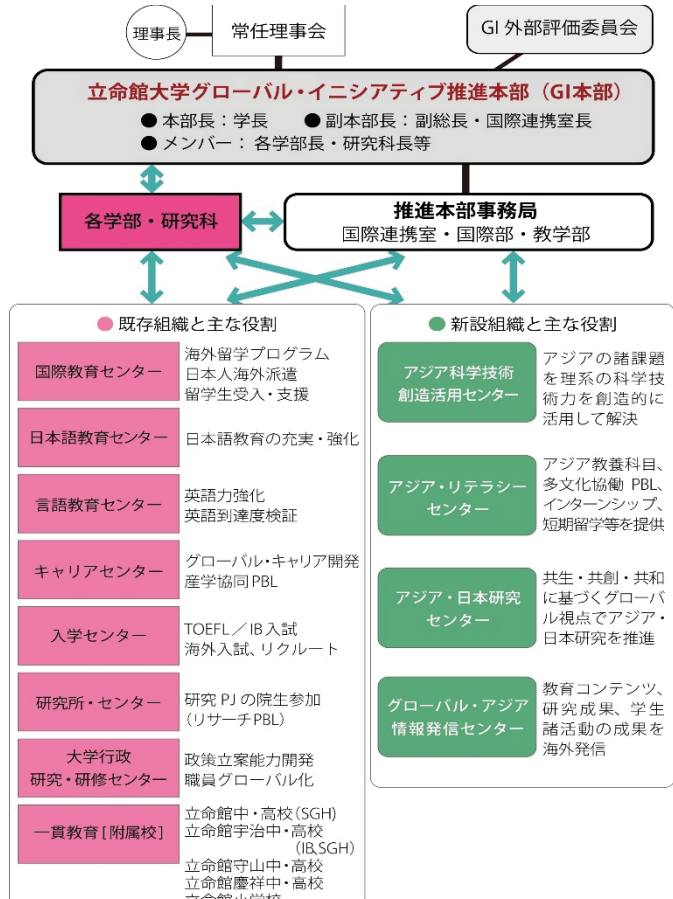 理事長
常任理事会
GI 外部評価委員会
立命館大学グローバル・イニシアティブ推進本部（GI本部）
● 本部長：学長　● 副本部長：副総長・国際連携室長
● メンバー：各学部長・研究科長等
各学部・研究科
推進本部事務局
国際連携室・国際部・教学部
● 既存組織と主な役割
国際教育センター
海外留学プログラム
日本人海外派遣
留学生受入・支援
日本語教育センター
日本語教育の充実・強化
言語教育センター
英語力強化
英語到達度検証
キャリアセンター
グローバル・キャリア開発
産学協同PBL
入学センター
TOEFL／IB入試
海外入試、リクルート
研究所・センター
研究PJの院生参加
（リサーチPBL）
大学行政
研究・研修センター
政策立案能力開発
職員グローバル化
一貫教育［附属校］
立命館中・高校（SGH）
立命館宇治中・高校
（IB,SGH）
立命館守山中・高校
立命館慶祥中・高校
立命館小学校
● 新設組織と主な役割
アジア科学技術
創造活用センター
アジアの諸課題
を理系の科学技
術力を創造的に
活用して解決
アジア・リテラシー
センター
アジア教養科目、
多文化協働 PBL、
インターンシップ、
短期留学等を提供
アジア・日本研究
センター
共生・共創・共和
に基づくグローバ
ル視点でアジア・
日本研究を推進
グローバル・アジア
情報発信センター
教育コンテンツ、
研究成果、学生
諸活動の成果を
海外発信